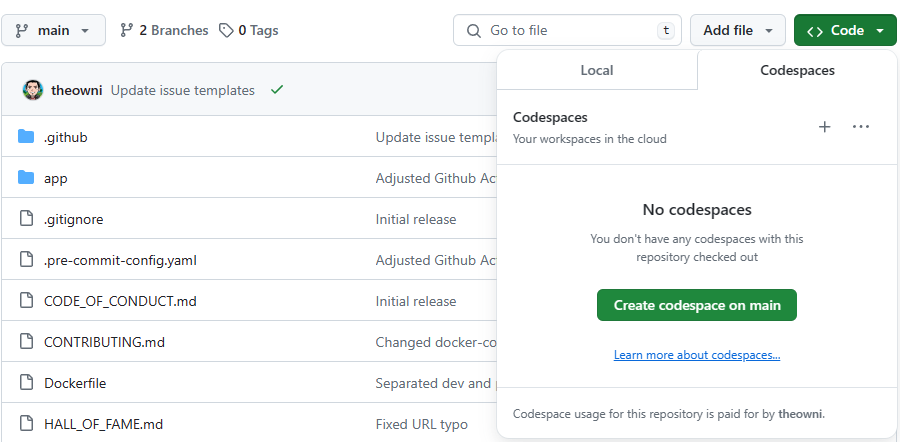 main 2 Branches 0 Tags Go to file t Add file Code
Local Codespaces
theowni Update issue templates
Codespaces
Your workspaces in the cloud
.github Update issue templ
app Adjusted Github Ac
.gitignore Initial release
.pre-commit-config.yaml Adjusted Github Ac
CODE_OF_CONDUCT.md Initial release
CONTRIBUTING.md Changed docker-co
Dockerfile Separated dev and
HALL_OF_FAME.md Fixed URL typo
No codespaces
You don't have any codespaces with this
repository checked out
Create codespace on main
Learn more about codespaces...
Codespace usage for this repository is paid for by theowni.